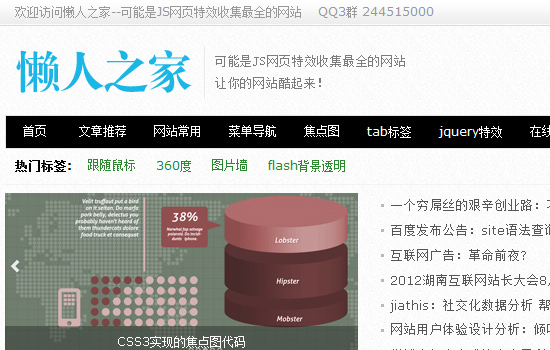 欢迎访问懒人之家--可能是JS网页特效收集最全的网站 QQ3群 244515000
懒人之家
可能是JS网页特效收集最全的网站
让你的网站酷起来！
首页 文章推荐 网站常用 菜单导航 焦点图 tab标签 jquery特效 在线
热门标签： 跟随鼠标 360度 图片墙 flash背景透明
Velit truffaut put a bird
on it seitan. Do marfa
pork belly, delectus you
probably haven't heard of
them thundercats dolore
food truck et consequat
38%
Lobster
Hipster
Mobster
CSS3实现的焦点图代码
一个穷屌丝的艰辛创业路：
百度发布公告：site语法查询
互联网广告：革命前夜?
2012湖南互联网站长大会8
jiathis：社交化数据分析 帮
网站用户体验设计分析：倾